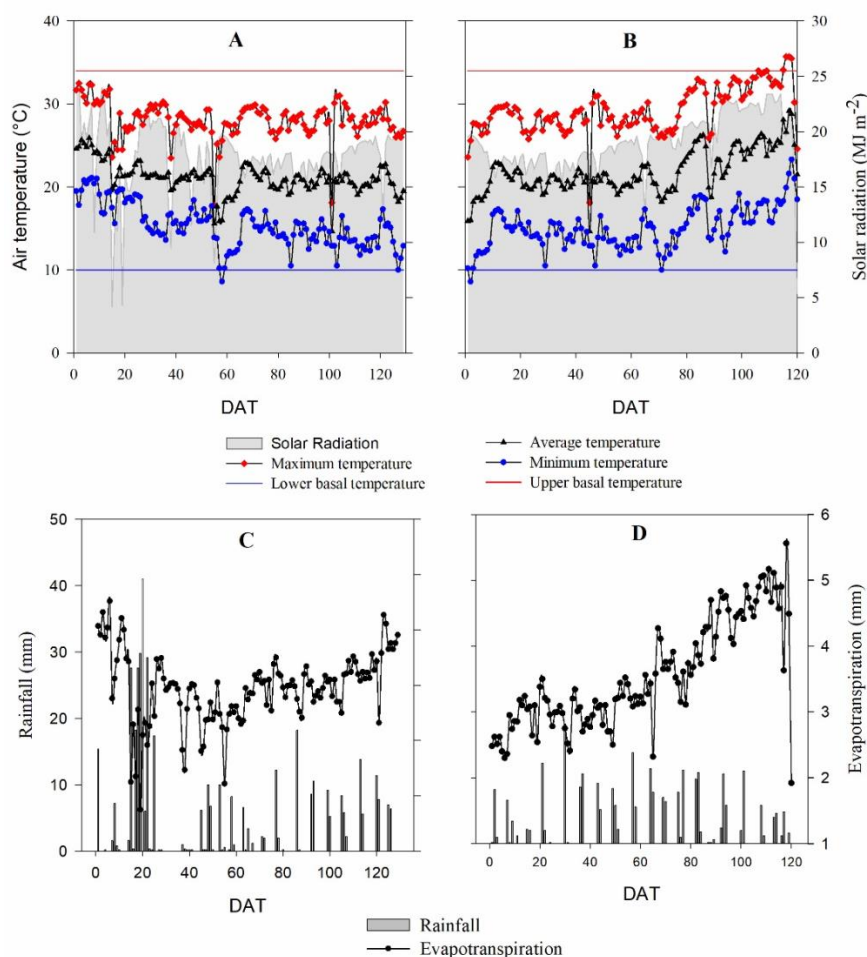 A
B
40
30
20
10
0
Air temperature (°C)
0 20 40 60 80 100 120
DAT
0 20 40 60 80 100 120
DAT
30
25
20
15
10
5
0
Solar radiation (MJ m⁻²)
Solar Radiation
Maximum temperature
Lower basal temperature
Average temperature
Minimum temperature
Upper basal temperature
C
D
50
40
30
20
10
0
Rainfall (mm)
0 20 40 60 80 100 120
DAT
0 20 40 60 80 100 120
DAT
6
5
4
3
2
1
Evapotranspiration (mm)
Rainfall
Evapotranspiration